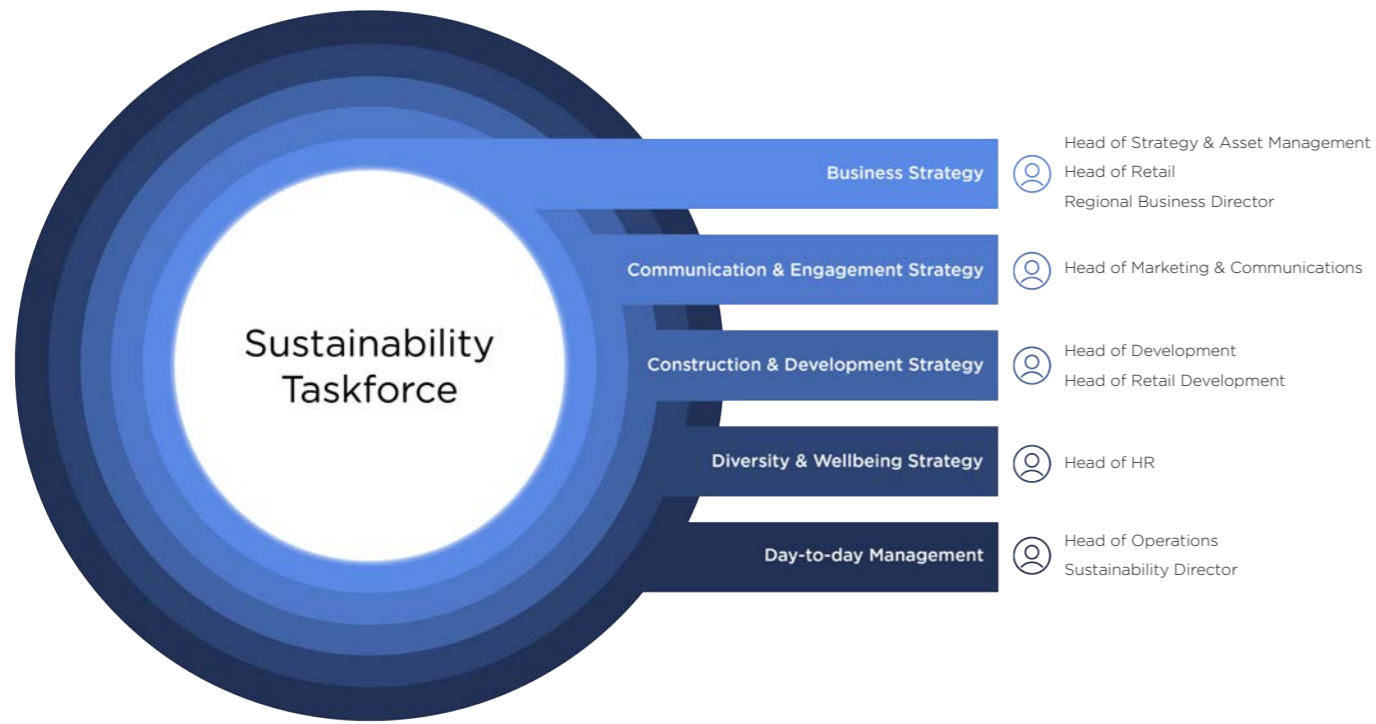 Sustainability
Taskforce
Business Strategy
Head of Strategy & Asset Management
Head of Retail
Regional Business Director
Communication & Engagement Strategy
Head of Marketing & Communications
Construction & Development Strategy
Head of Development
Head of Retail Development
Diversity & Wellbeing Strategy
Head of HR
Day-to-day Management
Head of Operations
Sustainability Director